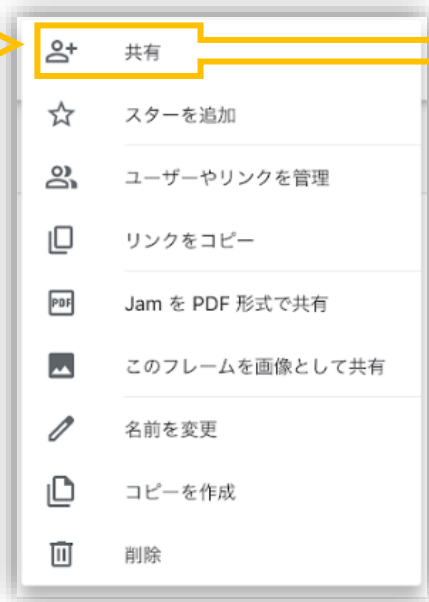 共有
スターを追加
ユーザーやリンクを管理
リンクをコピー
PDF
Jam を PDF 形式で共有
このフレームを画像として共有
名前を変更
コピーを作成
削除